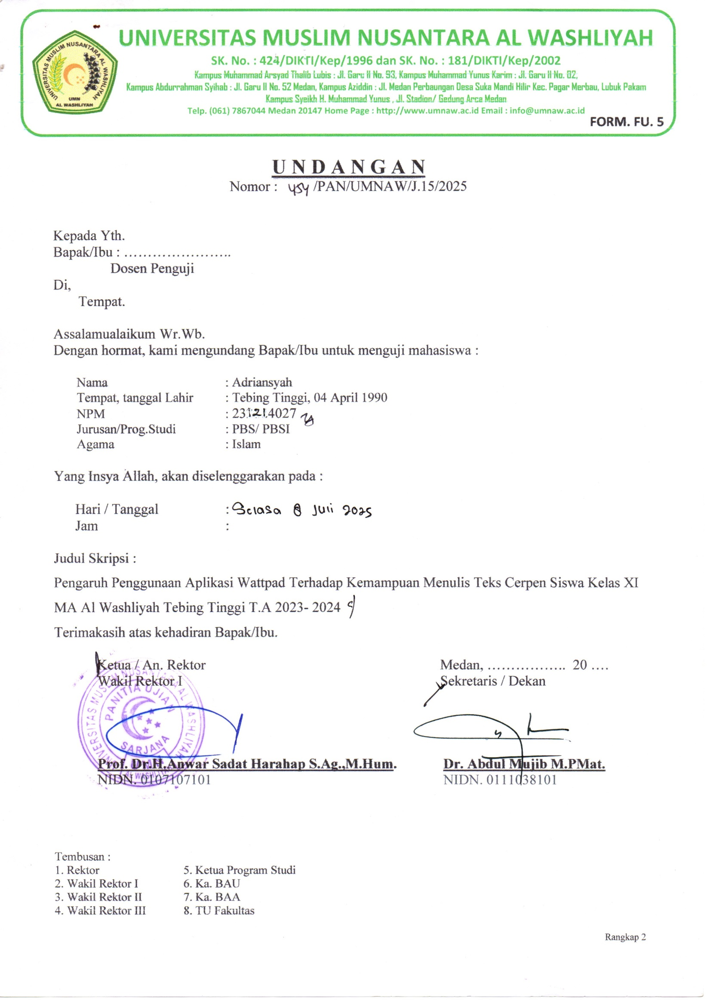 UNIVERSITAS MUSLIM NUSANTARA AL WASHLIYAH
UMN
AL WASHLIYAH
UNIVERSITAS MUSLIM NUSANTARA AL WASHLIYAH
SK. No. : 424/DIKTI/Kep/1996 dan SK. No. : 181/DIKTI/Kep/2002
Kampus Muhammad Arsyad Thalib Lubis : Jl. Garu II No. 93, Kampus Muhammad Yunus Karim : Jl. Garu II No. 02,
Kampus Abdurrahman Syihab : Jl. Garu II No. 52 Medan, Kampus Aziddin : Jl. Medan Perbaungan Desa Suka Mandi Hilir Kec. Pagar Merbau, Lubuk Pakam
Kampus Syeikh H. Muhammad Yunus , Jl. Stadion/ Gedung Arca Medan
Telp. (061) 7867044 Medan 20147 Home Page : http://www.umnaw.ac.id Email : info@umnaw.ac.id
FORM. FU. 5
UNDANGAN
Nomor : 454 /PAN/UMNAW/J.15/2025
Kepada Yth.
Bapak/Ibu : …………………..
Dosen Penguji
Di,
Tempat.
Assalamualaikum Wr.Wb.
Dengan hormat, kami mengundang Bapak/Ibu untuk menguji mahasiswa :
Nama : Adriansyah
Tempat, tanggal Lahir : Tebing Tinggi, 04 April 1990
NPM : 231214027
Jurusan/Prog.Studi : PBS/ PBSI
Agama : Islam
Yang Insya Allah, akan diselenggarakan pada :
Hari / Tanggal : Selasa 8 Juli 2025
Jam :
Judul Skripsi :
Pengaruh Penggunaan Aplikasi Wattpad Terhadap Kemampuan Menulis Teks Cerpen Siswa Kelas XI
MA Al Washliyah Tebing Tinggi T.A 2023- 2024
Terimakasih atas kehadiran Bapak/Ibu.
Ketua / An. Rektor
Wakil Rektor I
UNIVERSITAS MUSLIM NUSANTARA AL WASHLIYAH
PANITIA UJIAN
SARJANA
UMN
AL WASHLIYAH
Prof. Dr.H.Anwar Sadat Harahap S.Ag.,M.Hum.
NIDN. 0107107101
Medan, …………….. 20 ….
Sekretaris / Dekan
Dr. Abdul Mujib M.PMat.
NIDN. 0111038101
Tembusan :
1. Rektor
2. Wakil Rektor I
3. Wakil Rektor II
4. Wakil Rektor III
5. Ketua Program Studi
6. Ka. BAU
7. Ka. BAA
8. TU Fakultas
Rangkap 2